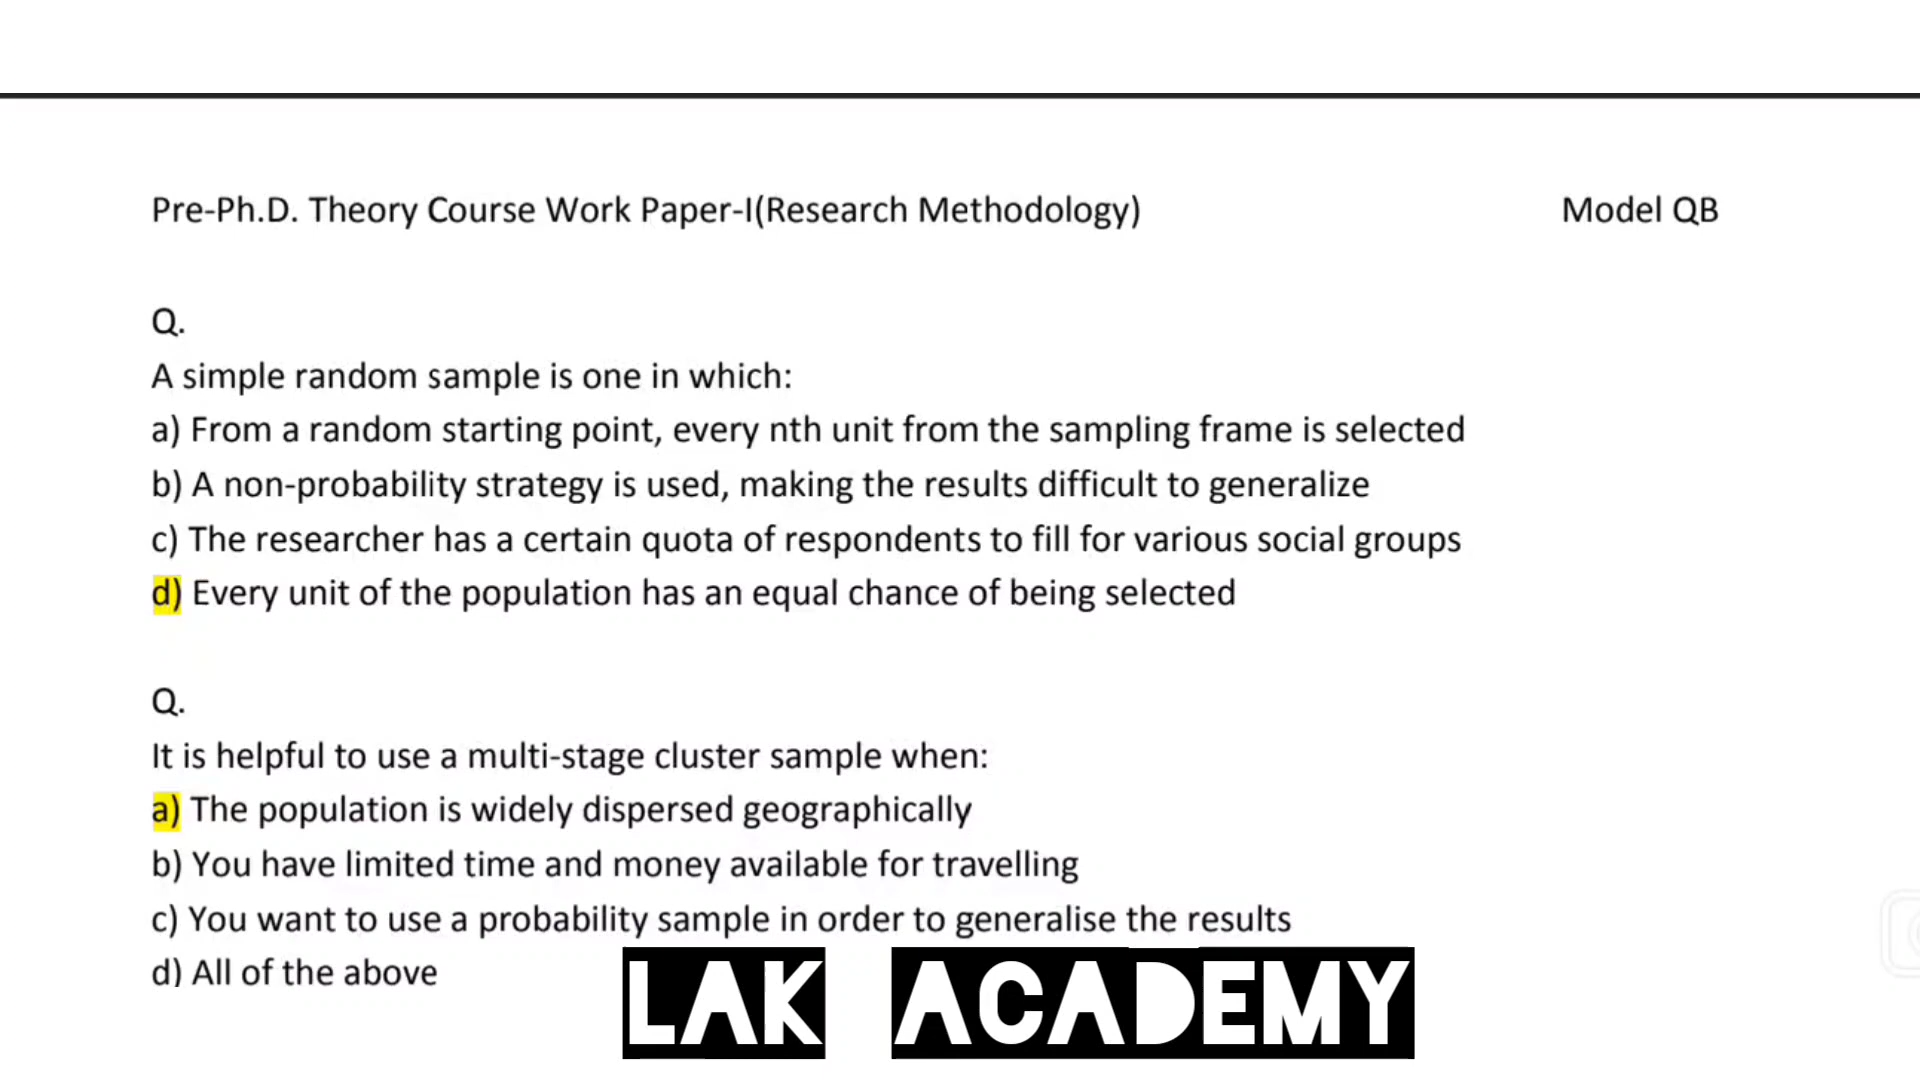 Pre-Ph.D. Theory Course Work Paper-I(Research Methodology) Model QB
Q.
A simple random sample is one in which:
a) From a random starting point, every nth unit from the sampling frame is selected
b) A non-probability strategy is used, making the results difficult to generalize
c) The researcher has a certain quota of respondents to fill for various social groups
d) Every unit of the population has an equal chance of being selected
Q.
It is helpful to use a multi-stage cluster sample when:
a) The population is widely dispersed geographically
b) You have limited time and money available for travelling
c) You want to use a probability sample in order to generalise the results
d) All of the above
LAK ACADEMY